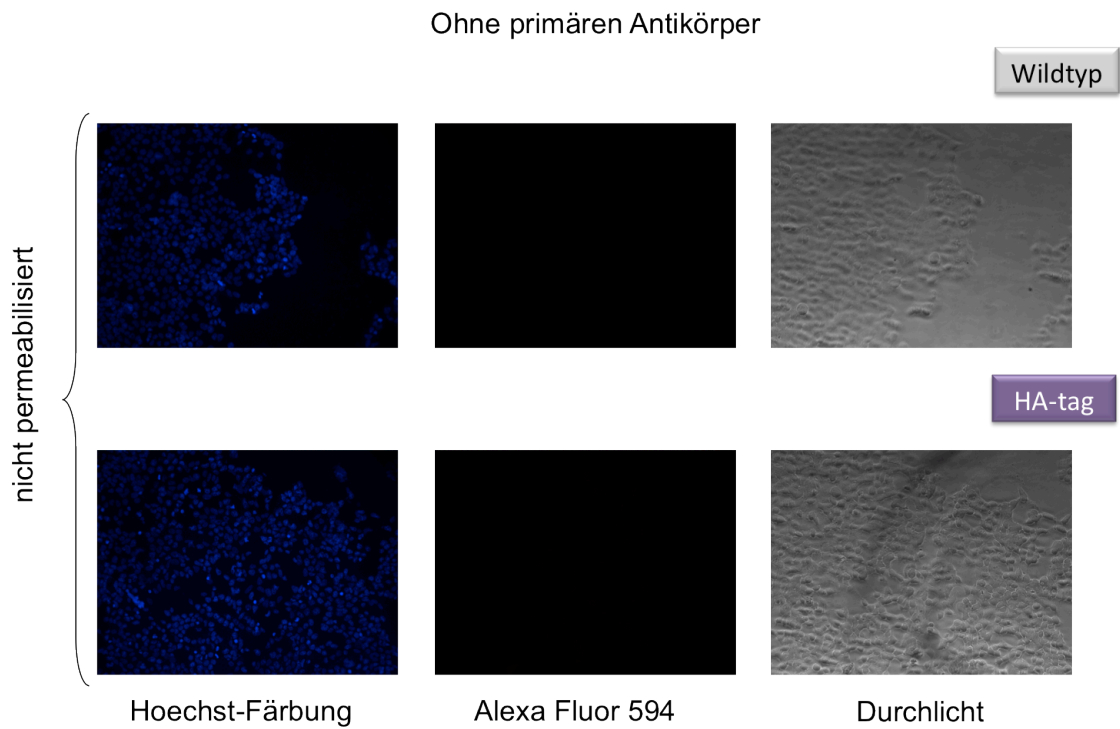 Ohne primären Antikörper
Wildtyp
nicht permeabilisiert
HA-tag
Hoechst-Färbung
Alexa Fluor 594
Durchlicht